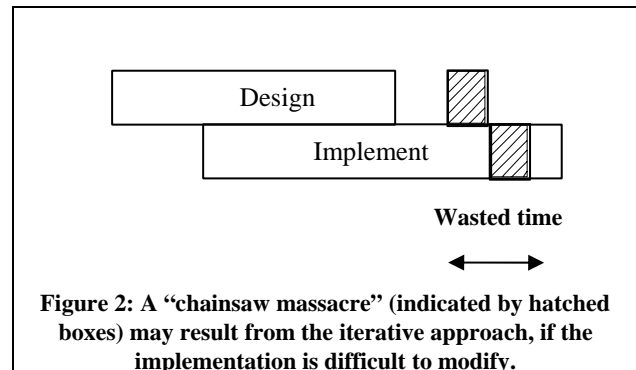 Design
Implement
Wasted time
Figure 2: A “chainsaw massacre” (indicated by hatched
boxes) may result from the iterative approach, if the
implementation is difficult to modify.